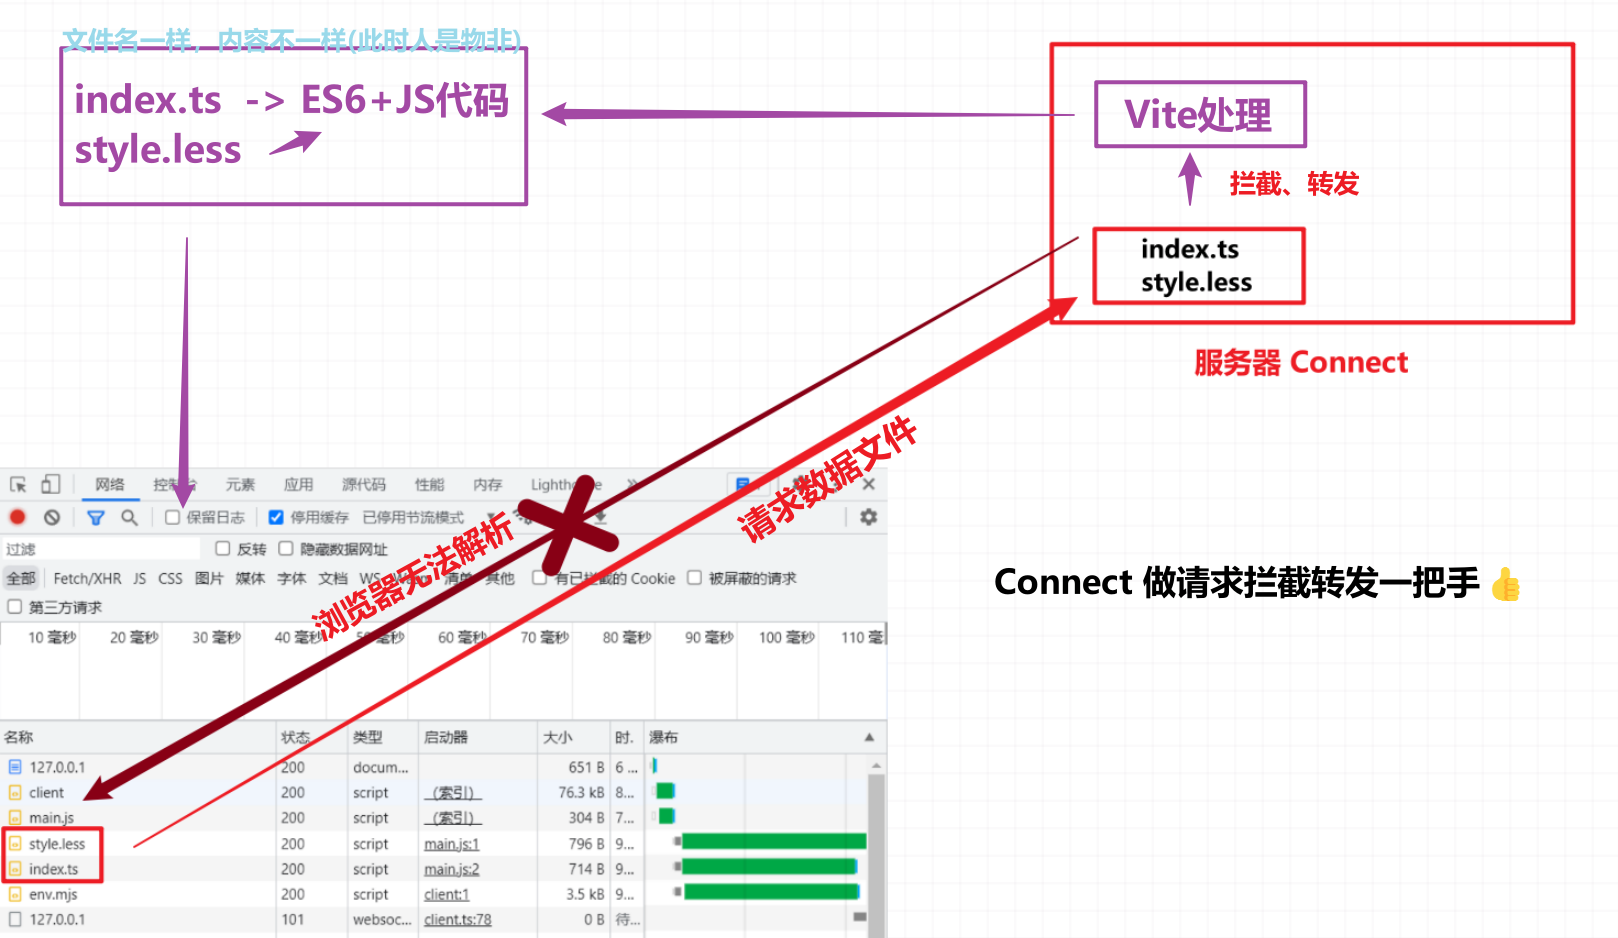 文件名一样，内容不一样(此时人是物非)
index.ts -> ES6+JS代码
style.less
Vite处理
拦截、转发
index.ts
style.less
服务器 Connect
请求数据文件
浏览器无法解析
Connect 做请求拦截转发一把手 👍
网络 控制台 元素 应用 源代码 性能 内存 »
保留日志 停用缓存 已停用节流模式
过滤 反转 隐藏数据网址
全部 Fetch/XHR JS CSS 图片 媒体 字体 文档 WS 清单 其他 有已拦截的 Cookie 被屏蔽的请求
第三方请求
10 毫秒 20 毫秒 30 毫秒 40 毫秒 50 毫秒 60 毫秒 70 毫秒 80 毫秒 90 毫秒 100 毫秒 110 毫
名称 状态 类型 启动器 大小 时. 瀑布
127.0.0.1 200 docum... 651 B 6 ...
client 200 script （索引） 76.3 kB 8...
main.js 200 script （索引） 304 B 7...
style.less 200 script main.js:1 796 B 9...
index.ts 200 script main.js:2 714 B 9...
env.mjs 200 script client:1 3.5 kB 9...
127.0.0.1 101 websoc... client.ts:78 0 B 待...